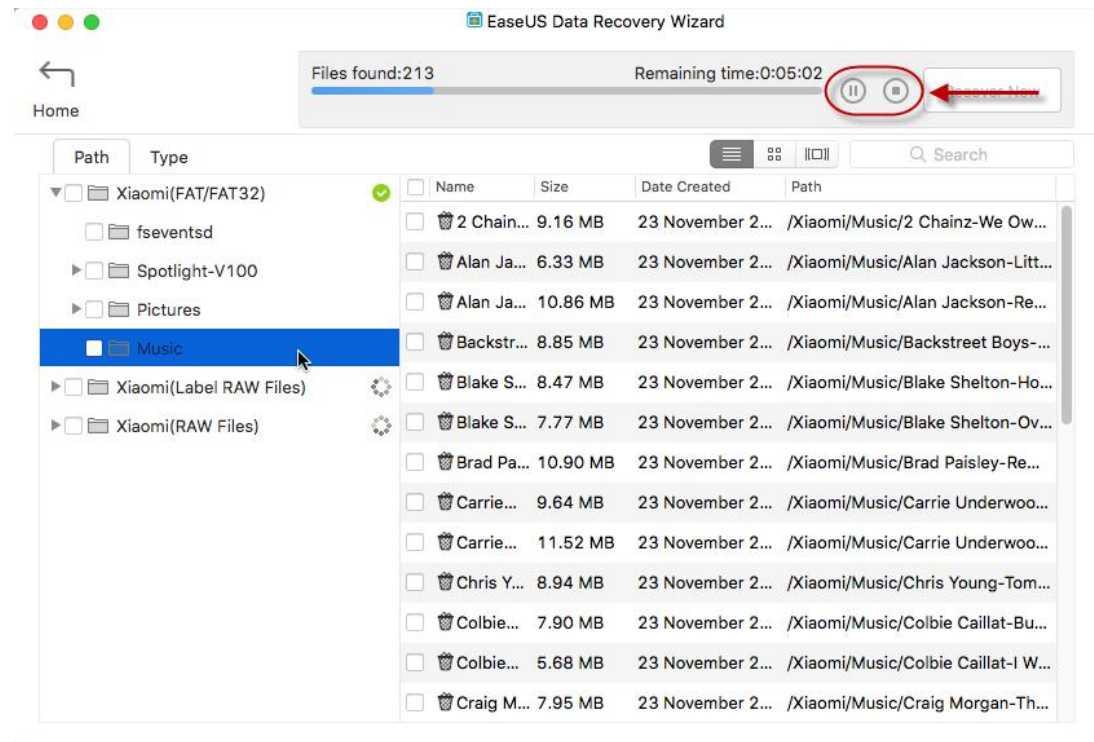 EaseUS Data Recovery Wizard
Files found:213 Remaining time:0:05:02
Home
Path Type Search
Name Size Date Created Path
Xiaomi(FAT/FAT32)
fseventsd
Spotlight-V100
Pictures
Music
Xiaomi(Label RAW Files)
Xiaomi(RAW Files)
2 Chain... 9.16 MB 23 November 2... /Xiaomi/Music/2 Chainz-We Ow...
Alan Ja... 6.33 MB 23 November 2... /Xiaomi/Music/Alan Jackson-Litt...
Alan Ja... 10.86 MB 23 November 2... /Xiaomi/Music/Alan Jackson-Re...
Backstr... 8.85 MB 23 November 2... /Xiaomi/Music/Backstreet Boys-...
Blake S... 8.47 MB 23 November 2... /Xiaomi/Music/Blake Shelton-Ho...
Blake S... 7.77 MB 23 November 2... /Xiaomi/Music/Blake Shelton-Ov...
Brad Pa... 10.90 MB 23 November 2... /Xiaomi/Music/Brad Paisley-Re...
Carrie... 9.64 MB 23 November 2... /Xiaomi/Music/Carrie Underwoo...
Carrie... 11.52 MB 23 November 2... /Xiaomi/Music/Carrie Underwoo...
Chris Y... 8.94 MB 23 November 2... /Xiaomi/Music/Chris Young-Tom...
Colbie... 7.90 MB 23 November 2... /Xiaomi/Music/Colbie Caillat-Bu...
Colbie... 5.68 MB 23 November 2... /Xiaomi/Music/Colbie Caillat-I W...
Craig M... 7.95 MB 23 November 2... /Xiaomi/Music/Craig Morgan-Th...